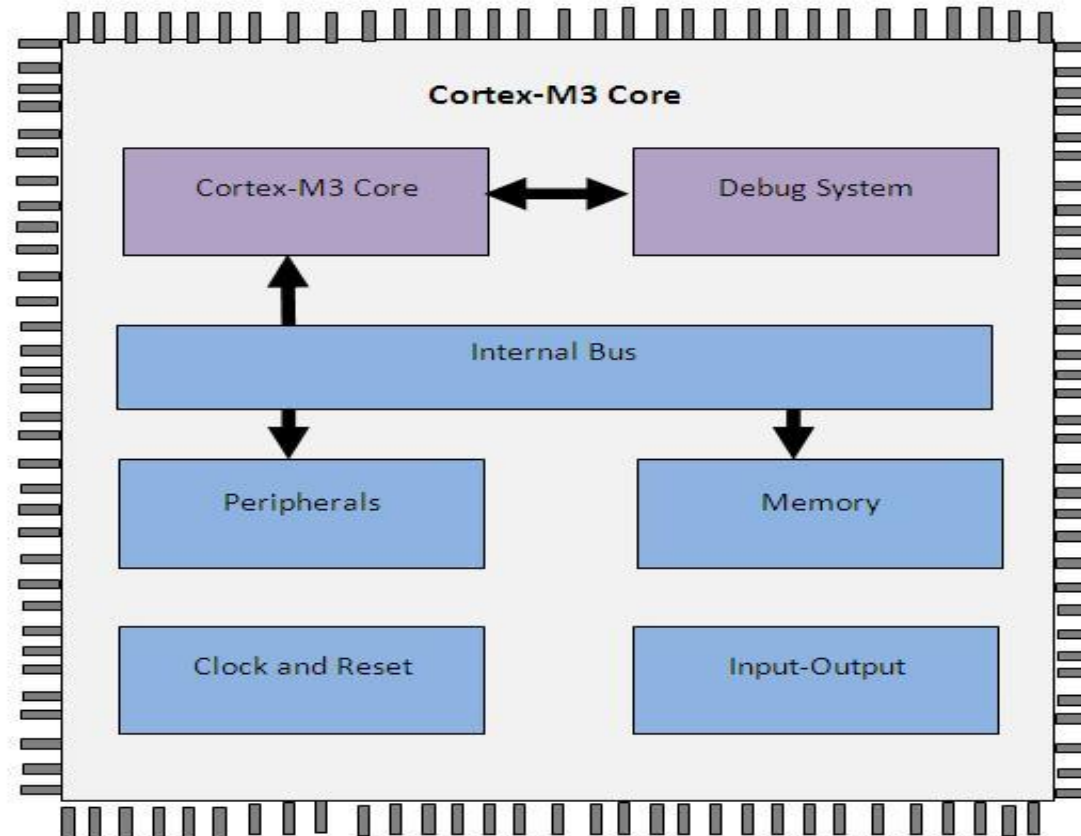 Cortex-M3 Core
Cortex-M3 Core
Debug System
Internal Bus
Peripherals
Memory
Clock and Reset
Input-Output